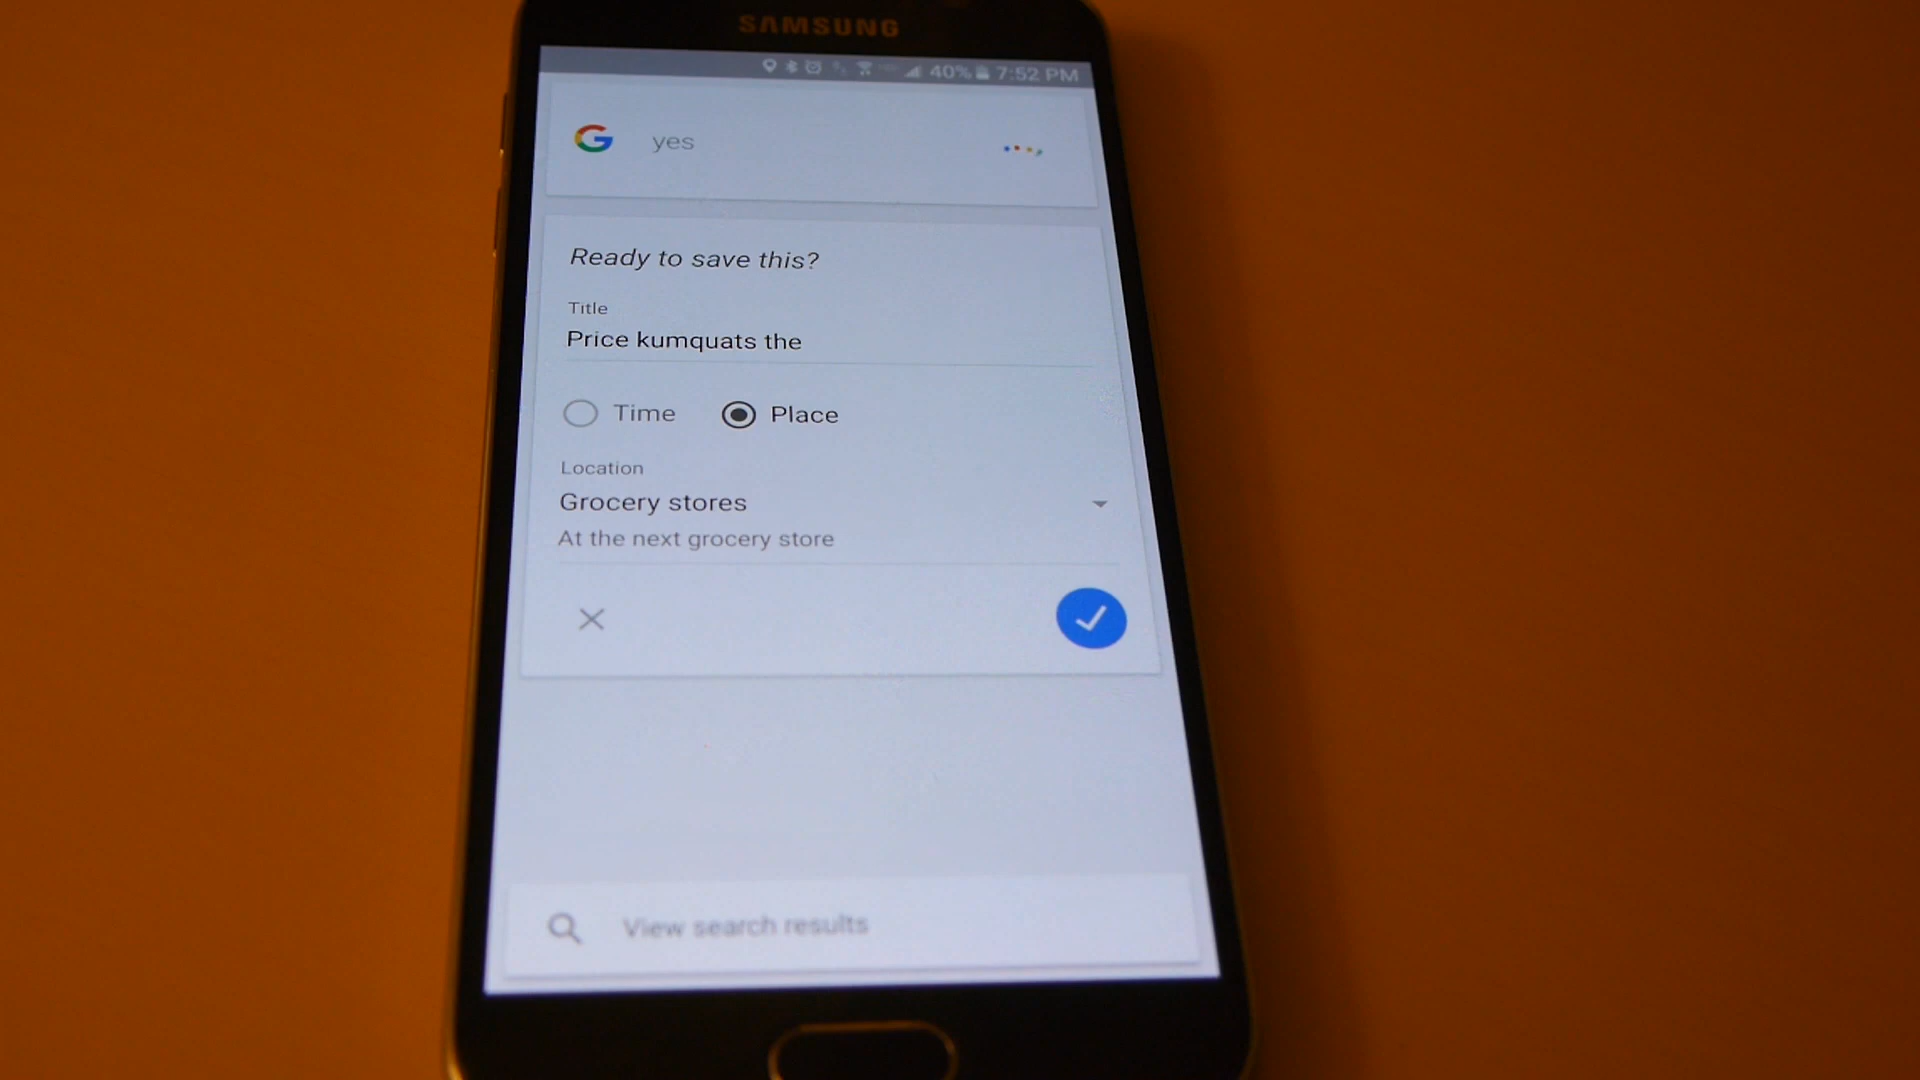 SAMSUNG
40% 7:52 PM
yes
Ready to save this?
Title
Price kumquats the
Time Place
Location
Grocery stores
At the next grocery store
View search results